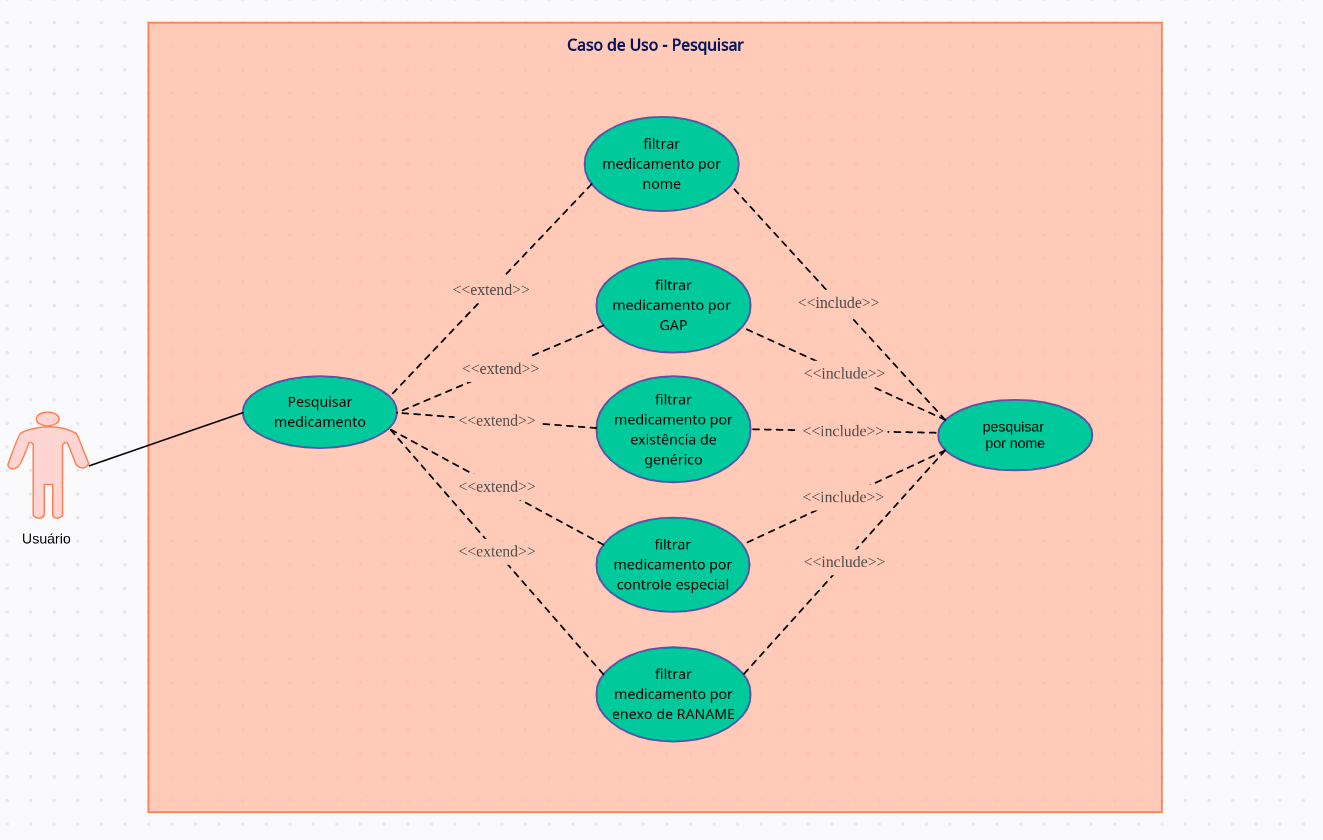 Caso de Uso - Pesquisar
filtrar
medicamento por
nome
<<extend>>
<<include>>
filtrar
medicamento por
GAP
<<extend>>
<<include>>
Pesquisar
medicamento
<<extend>>
filtrar
medicamento por
existência de
genérico
<<include>>
pesquisar
por nome
Usuário
<<extend>>
<<include>>
filtrar
medicamento por
controle especial
<<extend>>
<<include>>
filtrar
medicamento por
enexo de RANAME